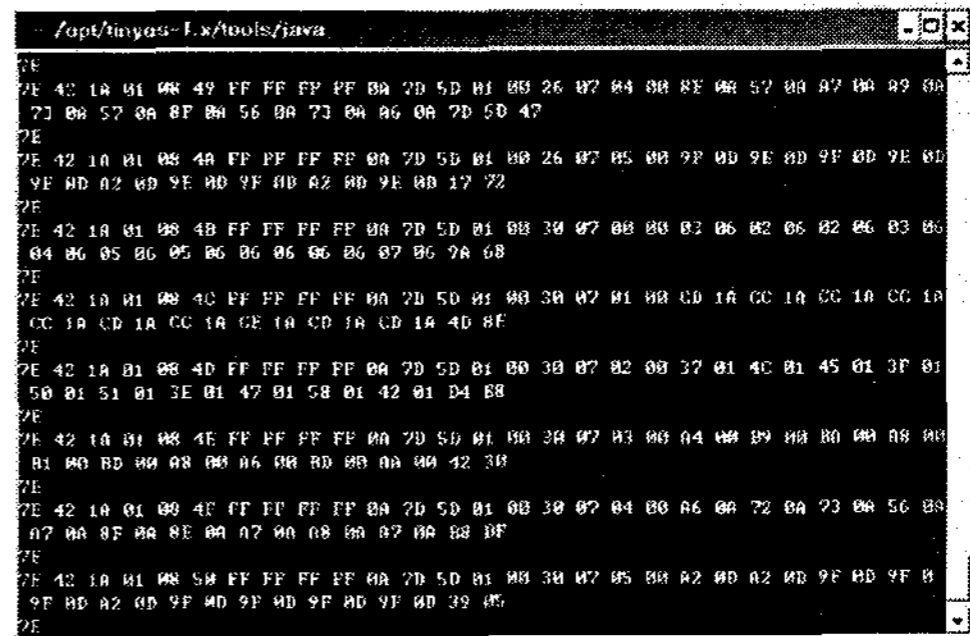 /opt/tinyos-1.x/tools/java
7E
7E 42 1A 01 08 49 FF FF FF FF 0A 7D 5D 01 00 26 07 04 00 8E 0A 57 0A A7 0A A9 0A
73 0A 57 0A 8F 0A 56 0A 73 0A A6 0A 7D 5D 47
7E
7E 42 1A 01 08 4A FF FF FF FF 0A 7D 5D 01 00 26 07 05 00 9F 0D 9E 0D 9F 0D 9E 0D
9E 0D A2 0D 9E 0D 9F 0D A2 0D 9E 0D 17 72
7E
7E 42 1A 01 08 4B FF FF FF FF 0A 7D 5D 01 00 30 07 00 00 03 06 02 06 02 06 03 06
04 06 05 06 05 06 06 06 06 06 07 06 9A 68
7E
7E 42 1A 01 08 4C FF FF FF FF 0A 7D 5D 01 00 30 07 01 00 CD 1A CC 1A CC 1A CC 1A
CC 1A CD 1A CC 1A CE 1A CD 1A CD 1A 4D 8E
7E
7E 42 1A 01 08 4D FF FF FF FF 0A 7D 5D 01 00 30 07 02 00 37 01 4C 01 45 01 3F 01
50 01 51 01 3E 01 47 01 58 01 42 01 D4 B8
7E
7E 42 1A 01 08 4E FF FF FF FF 0A 7D 5D 01 00 30 07 03 00 A4 00 B9 00 BA 00 A8 00
B1 00 BD 00 A8 00 A6 00 BD 00 AA 00 42 30
7E
7E 42 1A 01 08 4F FF FF FF FF 0A 7D 5D 01 00 30 07 04 00 A6 0A 72 0A 73 0A 56 0A
A7 0A 8F 0A 8E 0A A7 0A A8 0A A7 0A B8 DF
7E
7E 42 1A 01 08 50 FF FF FF FF 0A 7D 5D 01 00 30 07 05 00 A2 0D A2 0D 9F 0D 9F 0
9F 0D A2 0D 9F 0D 9F 0D 9F 0D 9F 0D 39 05
7E